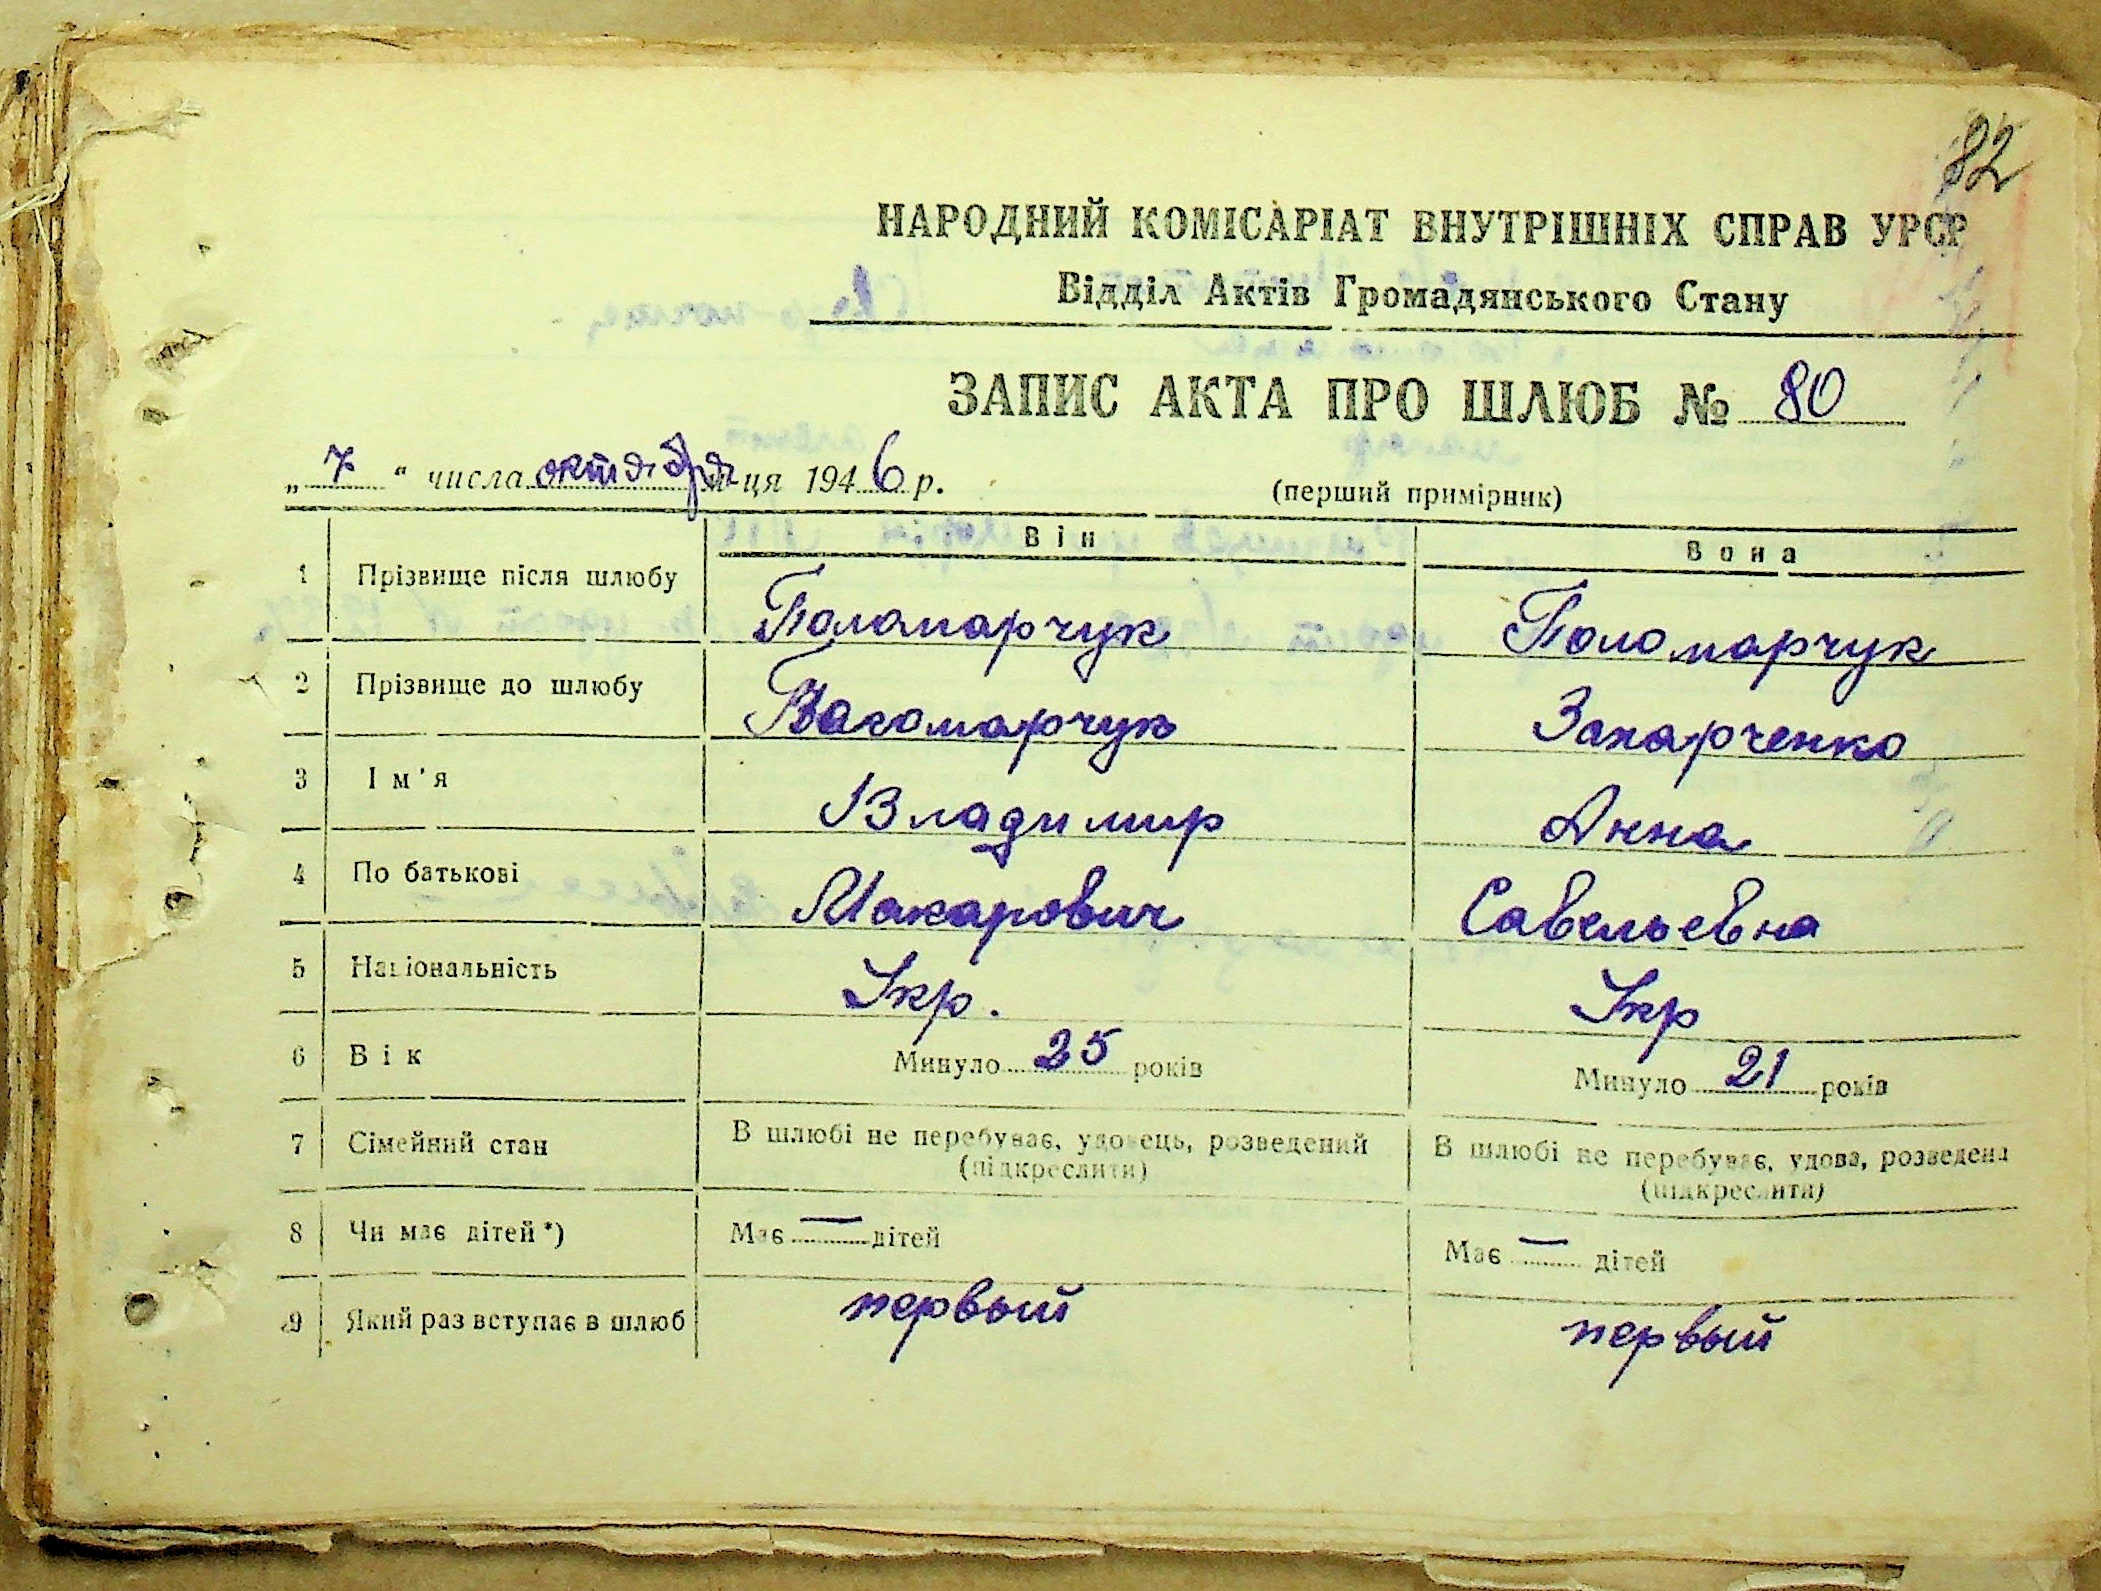 82
НАРОДНИЙ КОМІСАРІАТ ВНУТРІШНІХ СПРАВ УРСР
Відділ Актів Громадянського Стану
ЗАПИС АКТА ПРО ШЛЮБ № 80
„ 7 “ числа октября ця 1946 р.
(перший примірник)
Він Вона
1 Прізвище після шлюбу Поломарчук Поломарчук
2 Прізвище до шлюбу Захарченко
3 Ім'я Владимир Анна
4 По батькові Макарович Савельевна
5 Національність Укр. Укр
6 Вік Минуло 25 років Минуло 21 років
7 Сімейний стан В шлюбі не перебуває, удовець, розведений В шлюбі не перебуває, удова, розведена
(підкреслити) (підкреслити)
8 Чи має дітей *) Має — дітей Має — дітей
9 Який раз вступає в шлюб первый первый